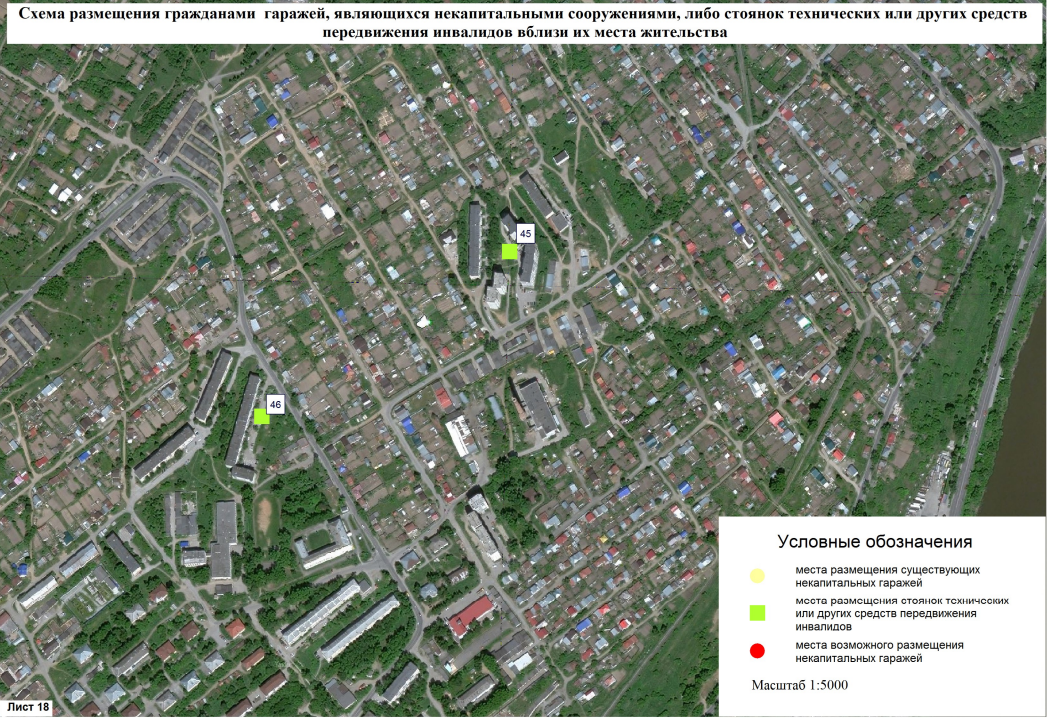 Схема размещения гражданами гаражей, являющихся некапитальными сооружениями, либо стоянок технических или других средств
передвижения инвалидов вблизи их места жительства
45
46
Условные обозначения
места размещения существующих
некапитальных гаражей
места размещения стоянок технических
или других средств передвижения
инвалидов
места возможного размещения
некапитальных гаражей
Масштаб 1:5000
Лист 18